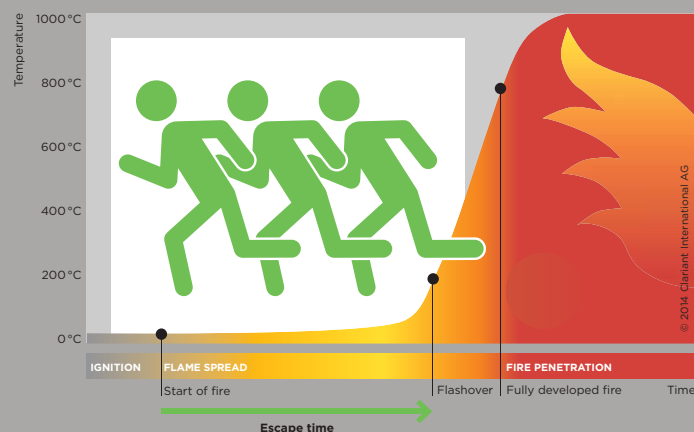 Temperature
1000 °C
800 °C
600 °C
400 °C
200 °C
0 °C
IGNITION
FLAME SPREAD
FIRE PENETRATION
Start of fire
Flashover
Fully developed fire
Time
Escape time
© 2014 Clariant International AG